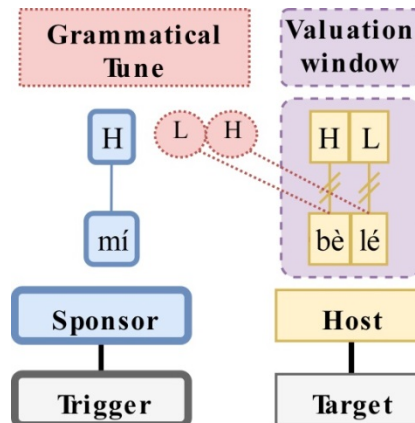 Grammatical
Tune
Valuation
window
H
L
H
H L
mí
bè lé
Sponsor
Host
Trigger
Target